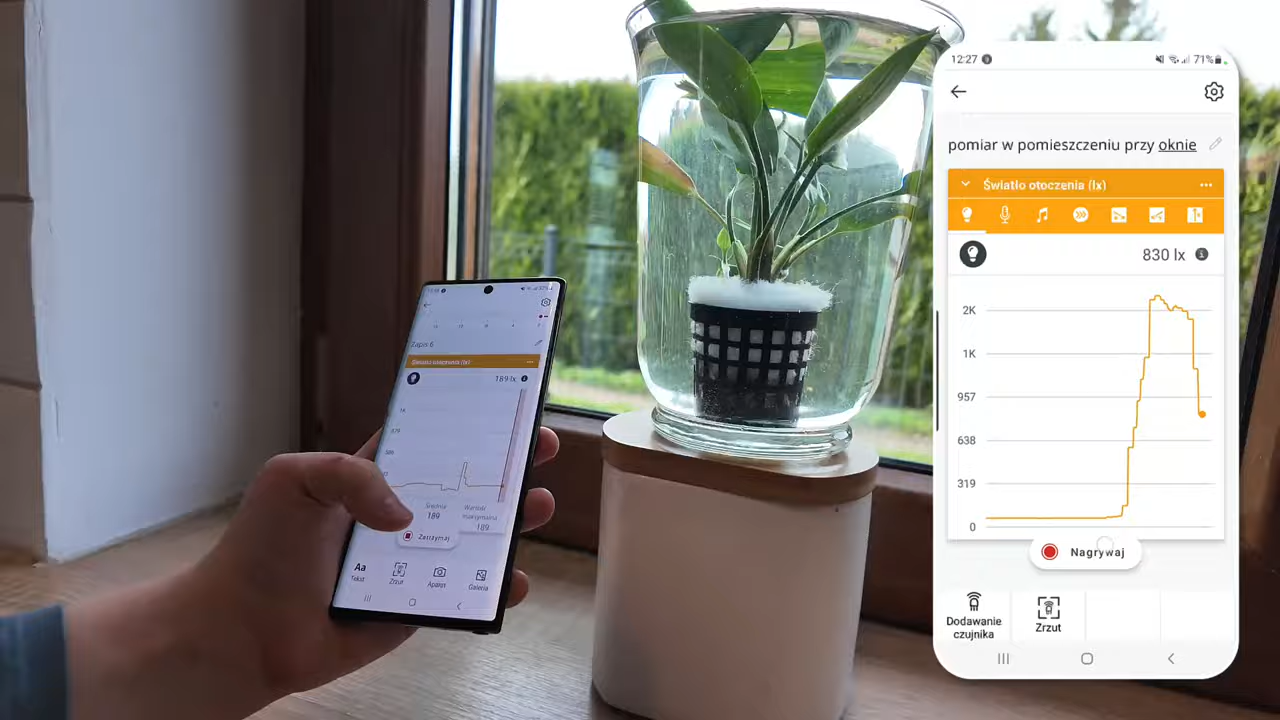 Zapis 6
Światło otoczenia (lx)
189 lx
Średnia
189
Wartość
maksymalna
189
Zatrzymaj
Aa
Tekst
Zrzut
Aparat
Galeria
12:27
71%
pomiar w pomieszczeniu przy oknie
Światło otoczenia (lx)
830 lx
2K
1K
957
638
319
0
Nagrywaj
Dodawanie
czujnika
Zrzut